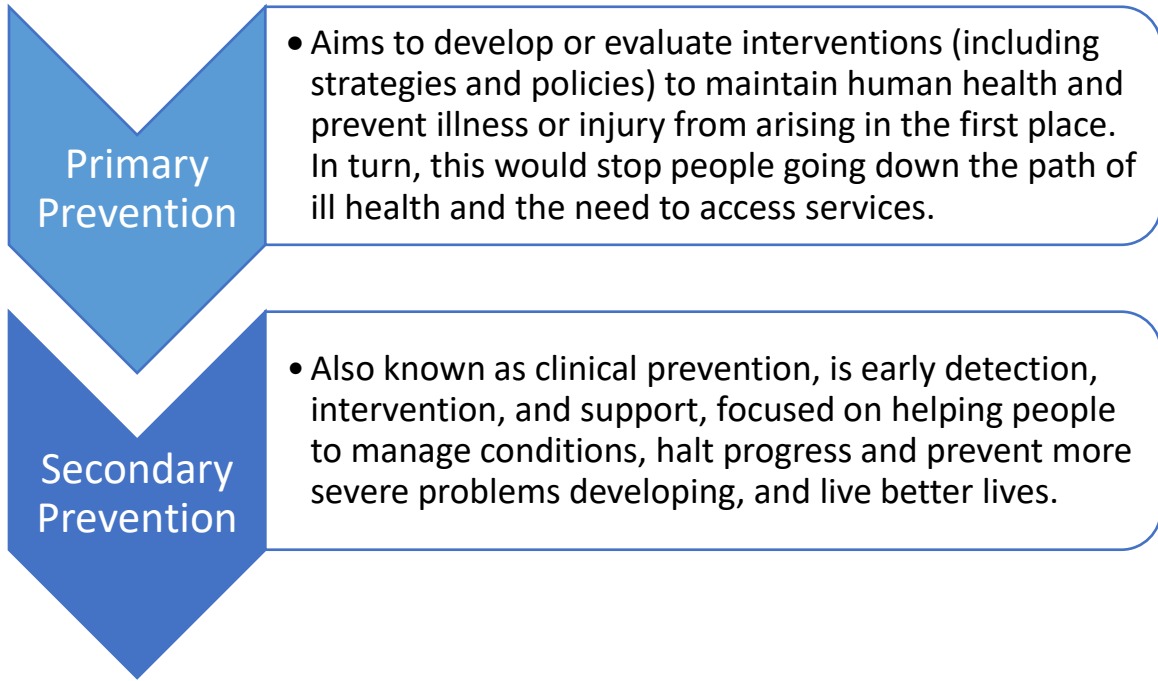 Primary
Prevention
• Aims to develop or evaluate interventions (including
strategies and policies) to maintain human health and
prevent illness or injury from arising in the first place.
In turn, this would stop people going down the path of
ill health and the need to access services.
Secondary
Prevention
• Also known as clinical prevention, is early detection,
intervention, and support, focused on helping people
to manage conditions, halt progress and prevent more
severe problems developing, and live better lives.